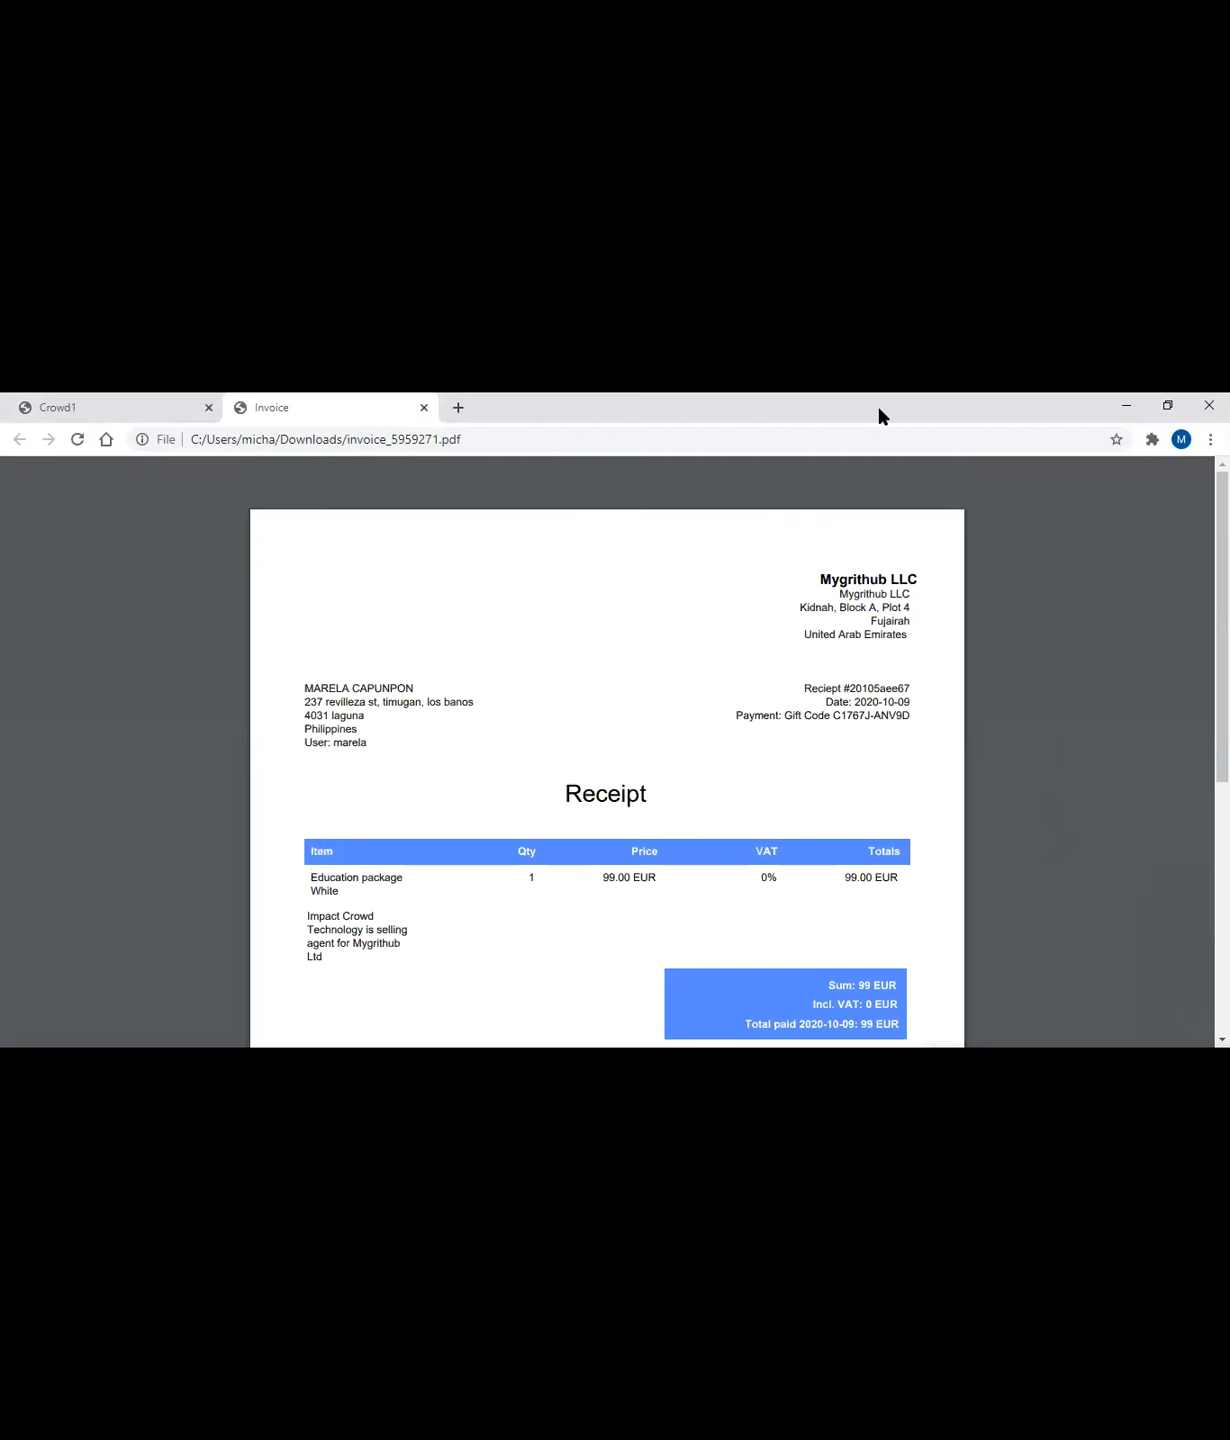 Crowd1
Invoice
File
C:/Users/micha/Downloads/invoice_5959271.pdf
M
Mygrithub LLC
Mygrithub LLC
Kidnah, Block A, Plot 4
Fujairah
United Arab Emirates
MARELA CAPUNPON
237 revilleza st, timugan, los banos
4031 laguna
Philippines
User: marela
Reciept #20105aee67
Date: 2020-10-09
Payment: Gift Code C1767J-ANV9D
Receipt
Item Qty Price VAT Totals
Education package 1 99.00 EUR 0% 99.00 EUR
White
Impact Crowd
Technology is selling
agent for Mygrithub
Ltd
Sum: 99 EUR
Incl. VAT: 0 EUR
Total paid 2020-10-09: 99 EUR